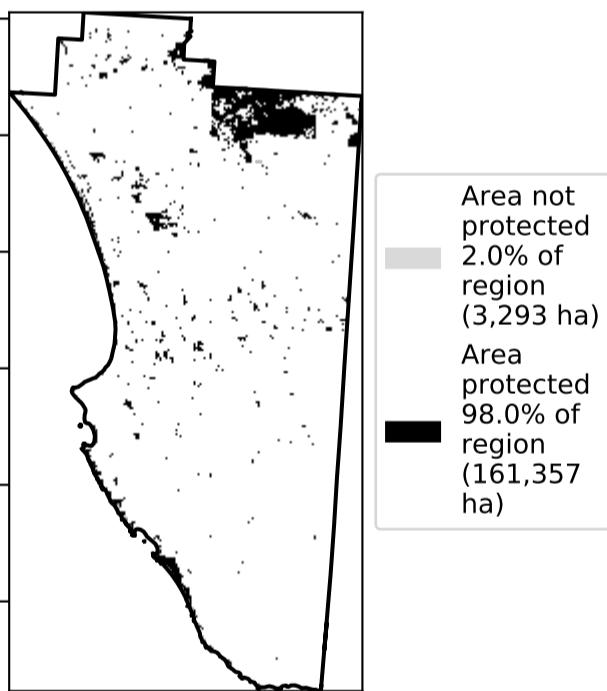 Area not
protected
2.0% of
region
(3,293 ha)
Area
protected
98.0% of
region
(161,357
ha)